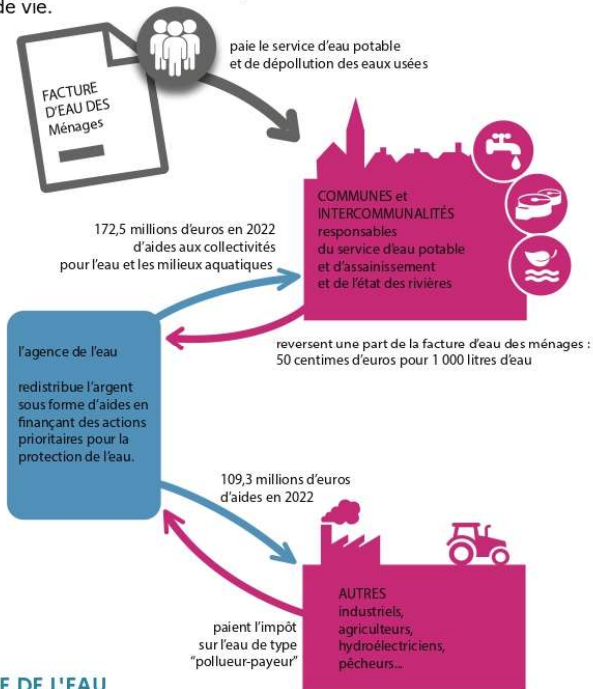 de vie.
paie le service d'eau potable
et de dépollution des eaux usées
FACTURE
D'EAU DES
Ménages
COMMUNES et
INTERCOMMUNALITÉS
responsables
du service d'eau potable
et d'assainissement
et de l'état des rivières
172,5 millions d'euros en 2022
d'aides aux collectivités
pour l'eau et les milieux aquatiques
reversent une part de la facture d'eau des ménages :
50 centimes d'euros pour 1 000 litres d'eau
l'agence de l'eau
redistribue l'argent
sous forme d'aides en
finançant des actions
prioritaires pour la
protection de l'eau.
109,3 millions d'euros
d'aides en 2022
AUTRES
industriels,
agriculteurs,
hydroélectriciens,
pêcheurs...
paient l'impôt
sur l'eau de type
"pollueur-payeur"
E DE L'EAU